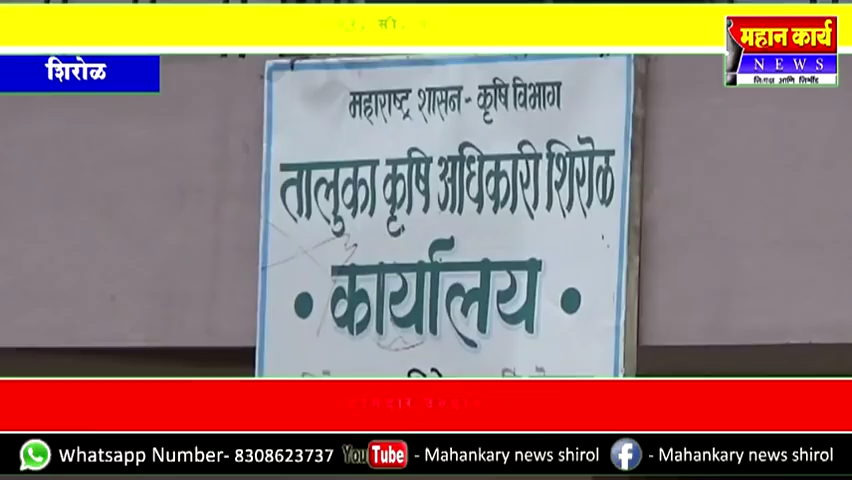 महान कार्य
NEWS
शिरोळ
महाराष्ट्र शासन - कृषि विभाग
तालुका कृषि अधिकारी शिरोळ
• कार्यालय •
Whatsapp Number- 8308623737 YouTube - Mahankary news shirol f - Mahankary news shirol